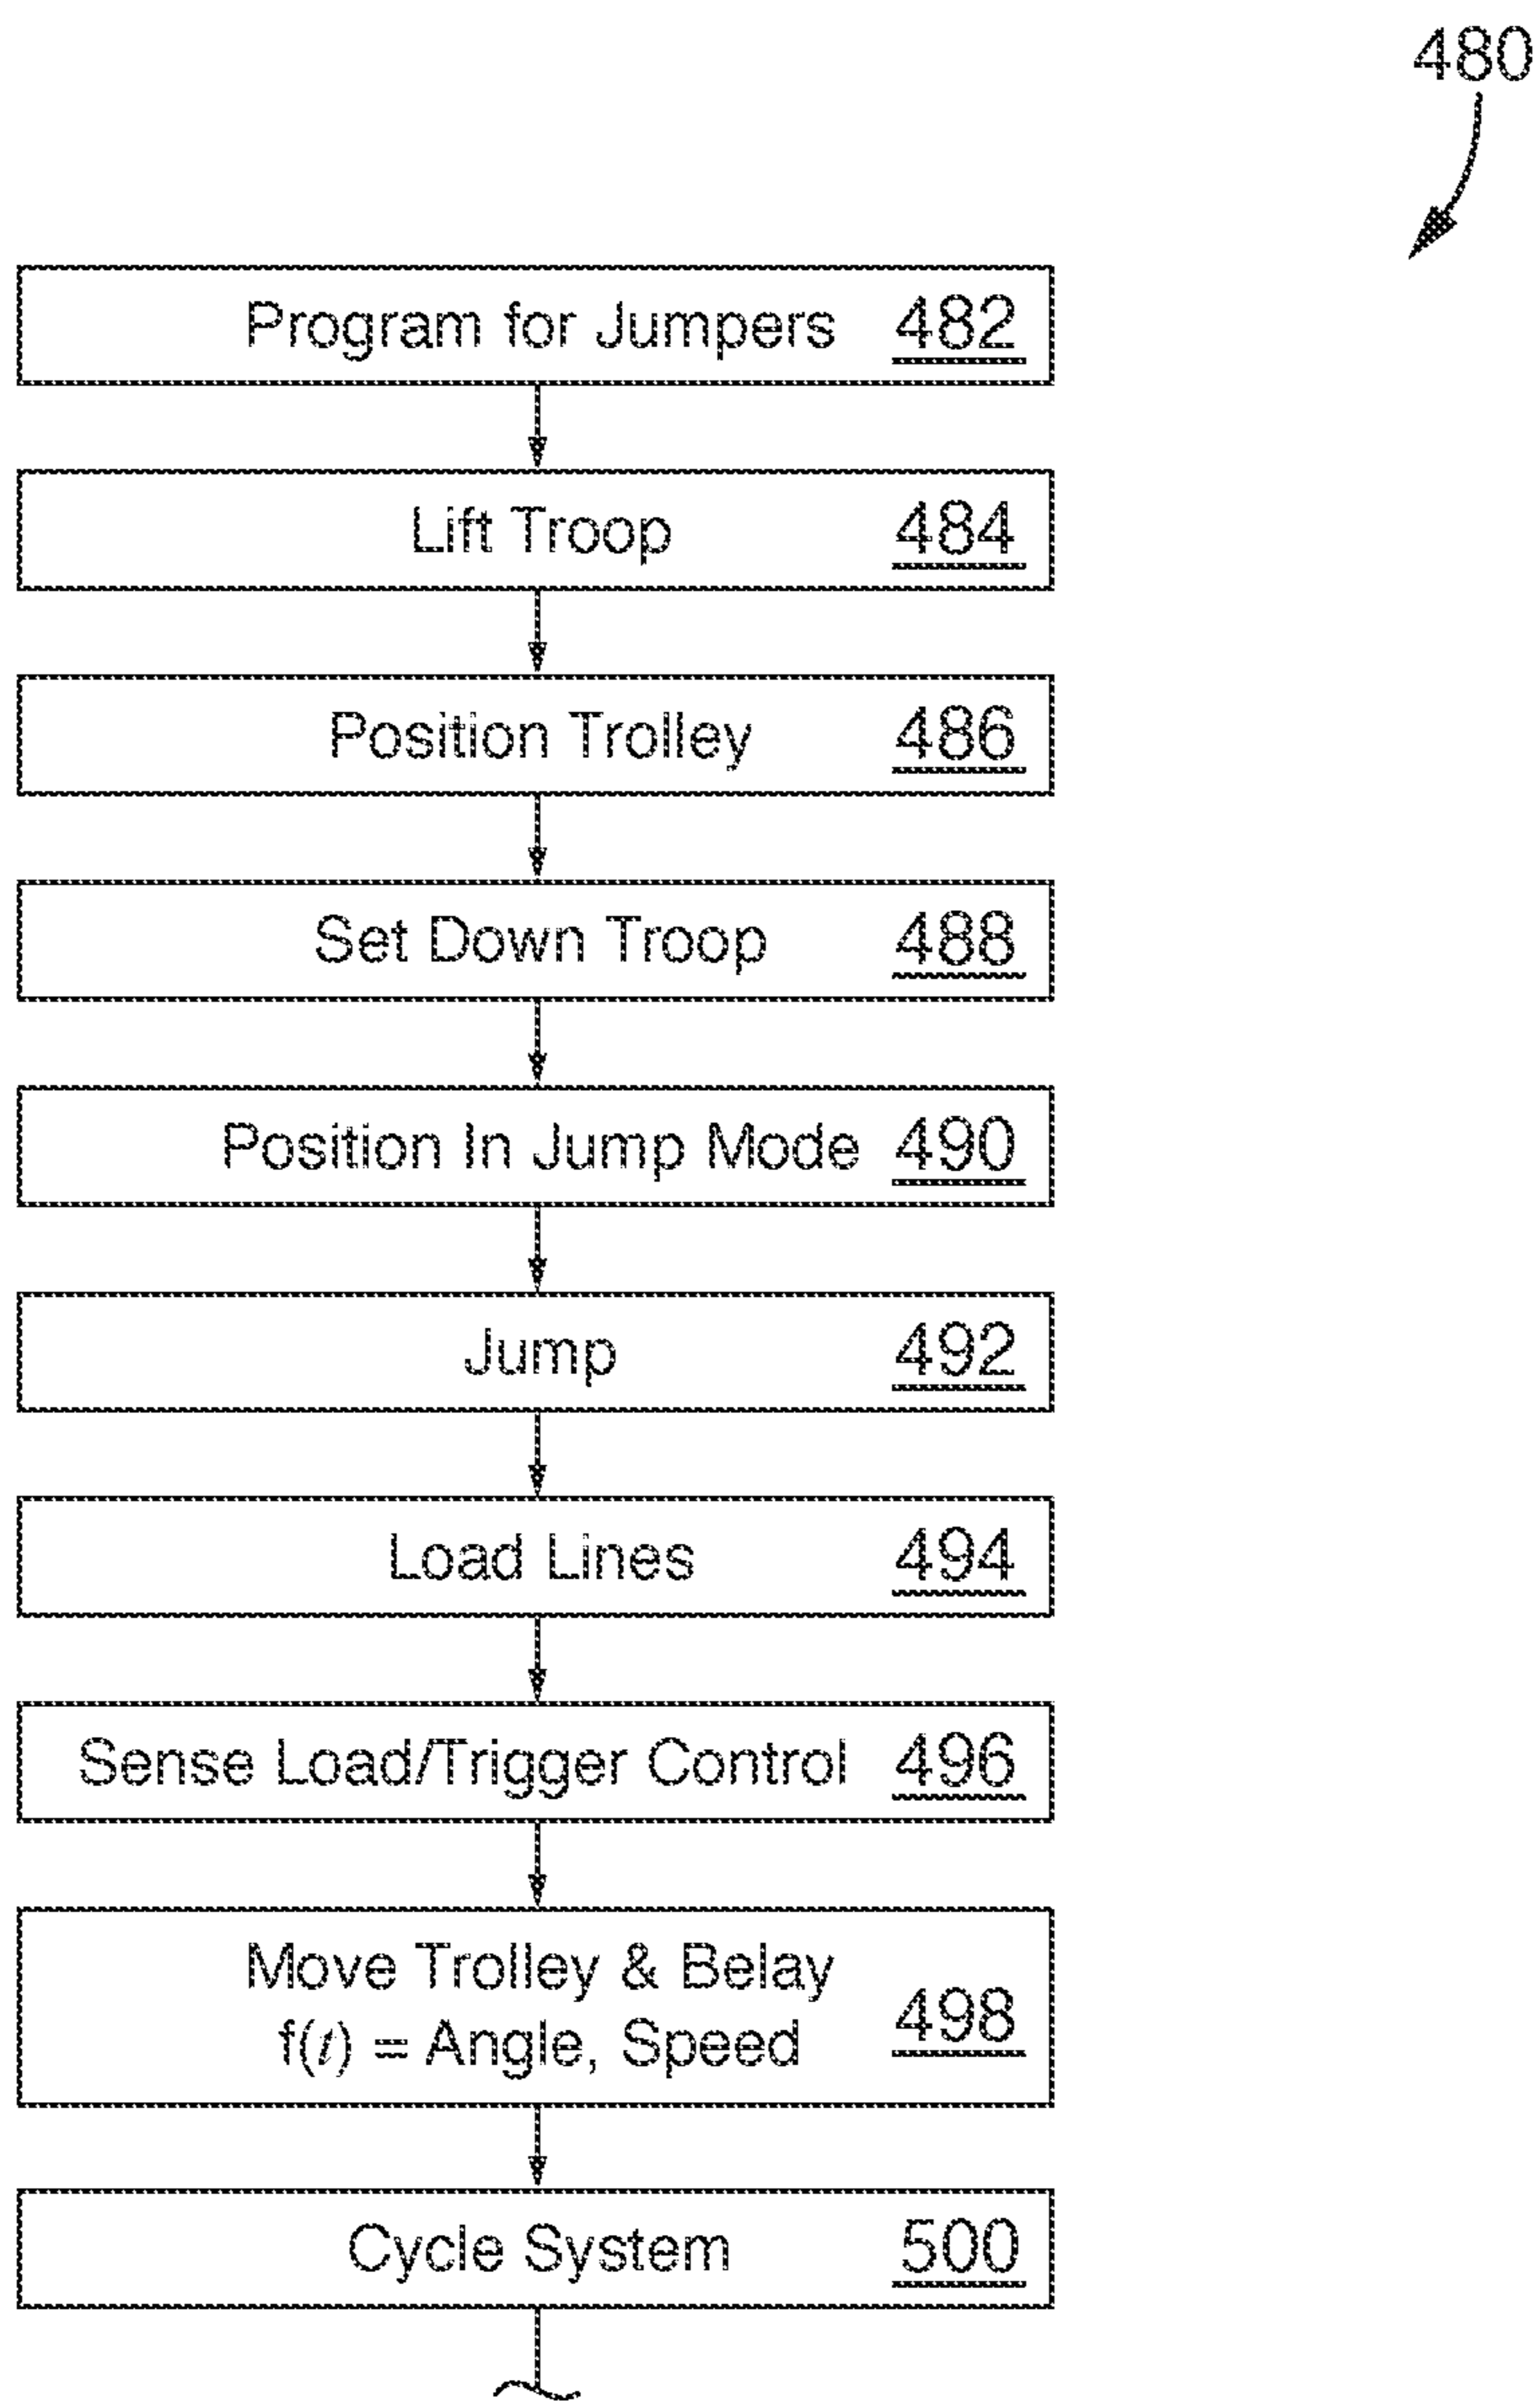 480
Program for Jumpers 482
Lift Troop 484
Position Trolley 486
Set Down Troop 488
Position In Jump Mode 490
Jump 492
Load Lines 494
Sense Load/Trigger Control 496
Move Trolley & Belay
f(t) = Angle, Speed 498
Cycle System 500